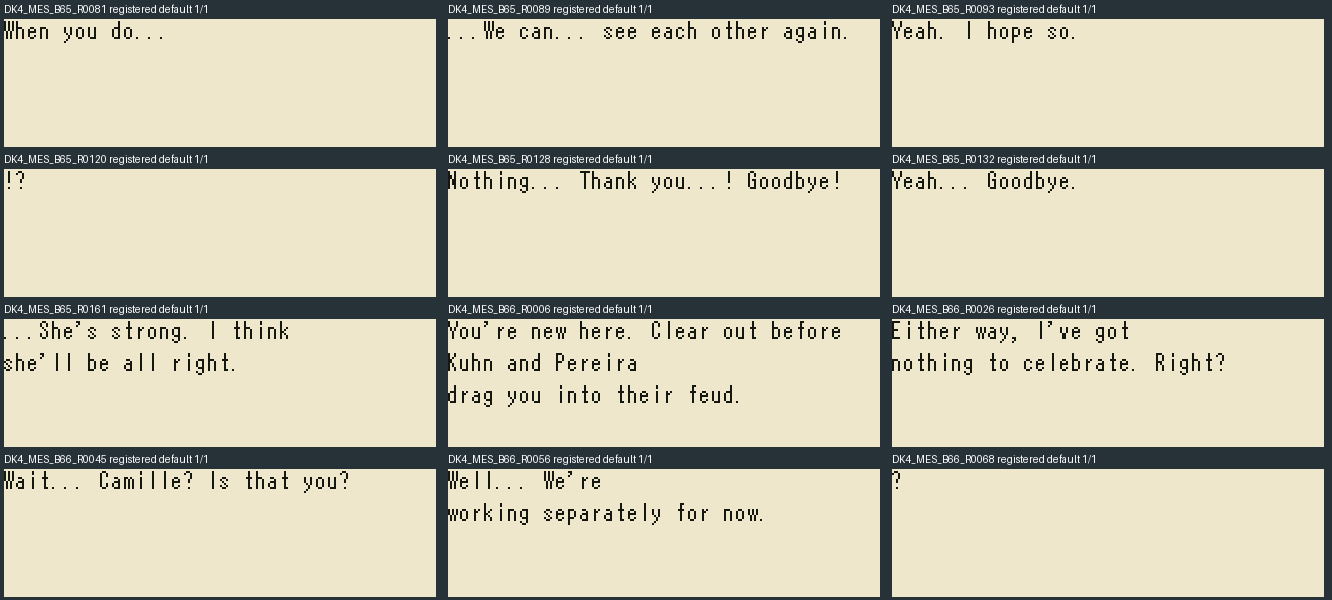 DK4_MES_B65_R0081 registered default 1/1
When you do...
DK4_MES_B65_R0089 registered default 1/1
...We can... see each other again.
DK4_MES_B65_R0093 registered default 1/1
Yeah. I hope so.
DK4_MES_B65_R0120 registered default 1/1
!?
DK4_MES_B65_R0128 registered default 1/1
Nothing... Thank you...! Goodbye!
DK4_MES_B65_R0132 registered default 1/1
Yeah... Goodbye.
DK4_MES_B65_R0161 registered default 1/1
...She's strong. I think
she'll be all right.
DK4_MES_B66_R0006 registered default 1/1
You're new here. Clear out before
Kuhn and Pereira
drag you into their feud.
DK4_MES_B66_R0026 registered default 1/1
Either way, I've got
nothing to celebrate. Right?
DK4_MES_B66_R0045 registered default 1/1
Wait... Camille? Is that you?
DK4_MES_B66_R0056 registered default 1/1
Well... We're
working separately for now.
DK4_MES_B66_R0068 registered default 1/1
?